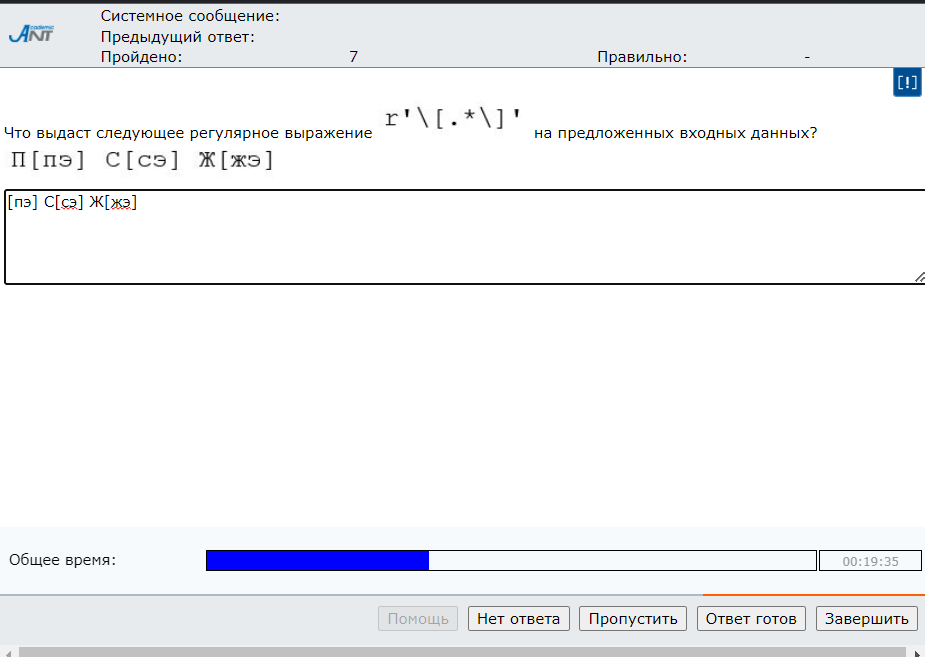 Academic ANT
Системное сообщение:
Предыдущий ответ:
Пройдено: 7 Правильно: -
[!]
Что выдаст следующее регулярное выражение r'\[.*\]' на предложенных входных данных?
П[пэ] С[сэ] Ж[жэ]
[пэ] С[сэ] Ж[жэ]
Общее время: 00:19:35
Помощь Нет ответа Пропустить Ответ готов Завершить